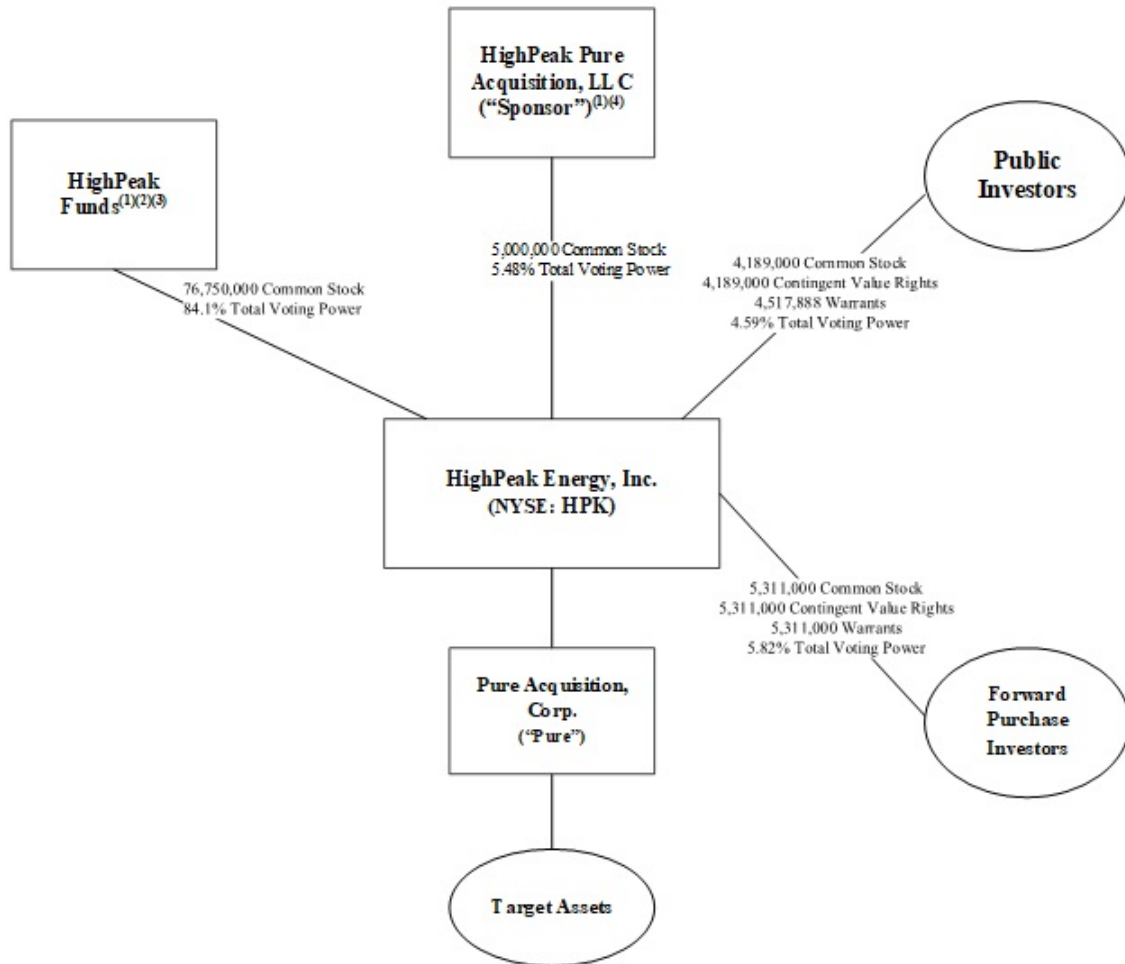 HighPeak Pure
Acquisition, LLC
(“Sponsor”)(1)(4)
HighPeak
Funds(1)(2)(3)
Public
Investors
5,000,000 Common Stock
5.48% Total Voting Power
4,189,000 Common Stock
4,189,000 Contingent Value Rights
4,517,888 Warrants
4.59% Total Voting Power
76,750,000 Common Stock
84.1% Total Voting Power
HighPeak Energy, Inc.
(NYSE: HPK)
5,311,000 Common Stock
5,311,000 Contingent Value Rights
5,311,000 Warrants
5.82% Total Voting Power
Pure Acquisition,
Corp.
(“Pure”)
Forward
Purchase
Investors
Target Assets